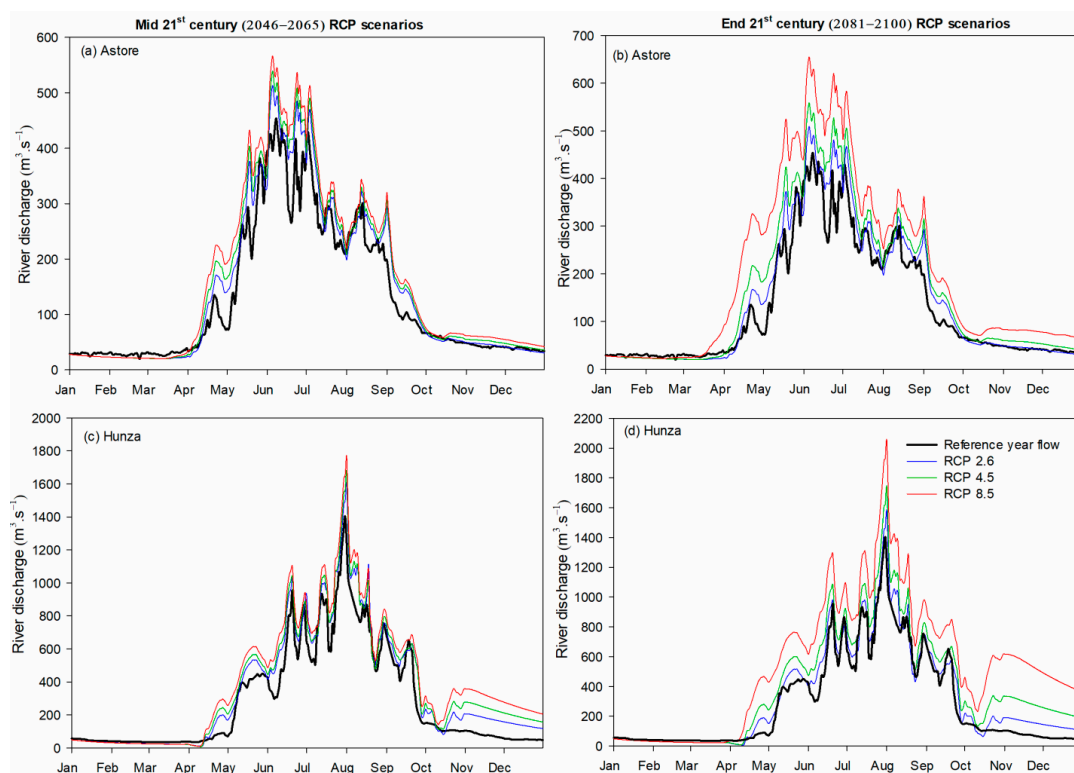 Mid 21st century (2046–2065) RCP scenarios
End 21st century (2081–2100) RCP scenarios
(a) Astore
River discharge (m³.s⁻¹)
600
500
400
300
200
100
0
Jan Feb Mar Apr May Jun Jul Aug Sep Oct Nov Dec
(b) Astore
River discharge (m³.s⁻¹)
700
600
500
400
300
200
100
0
Jan Feb Mar Apr May Jun Jul Aug Sep Oct Nov Dec
(c) Hunza
River discharge (m³.s⁻¹)
2000
1800
1600
1400
1200
1000
800
600
400
200
0
Jan Feb Mar Apr May Jun Jul Aug Sep Oct Nov Dec
(d) Hunza
River discharge (m³.s⁻¹)
2200
2000
1800
1600
1400
1200
1000
800
600
400
200
0
Jan Feb Mar Apr May Jun Jul Aug Sep Oct Nov Dec
Reference year flow
RCP 2.6
RCP 4.5
RCP 8.5